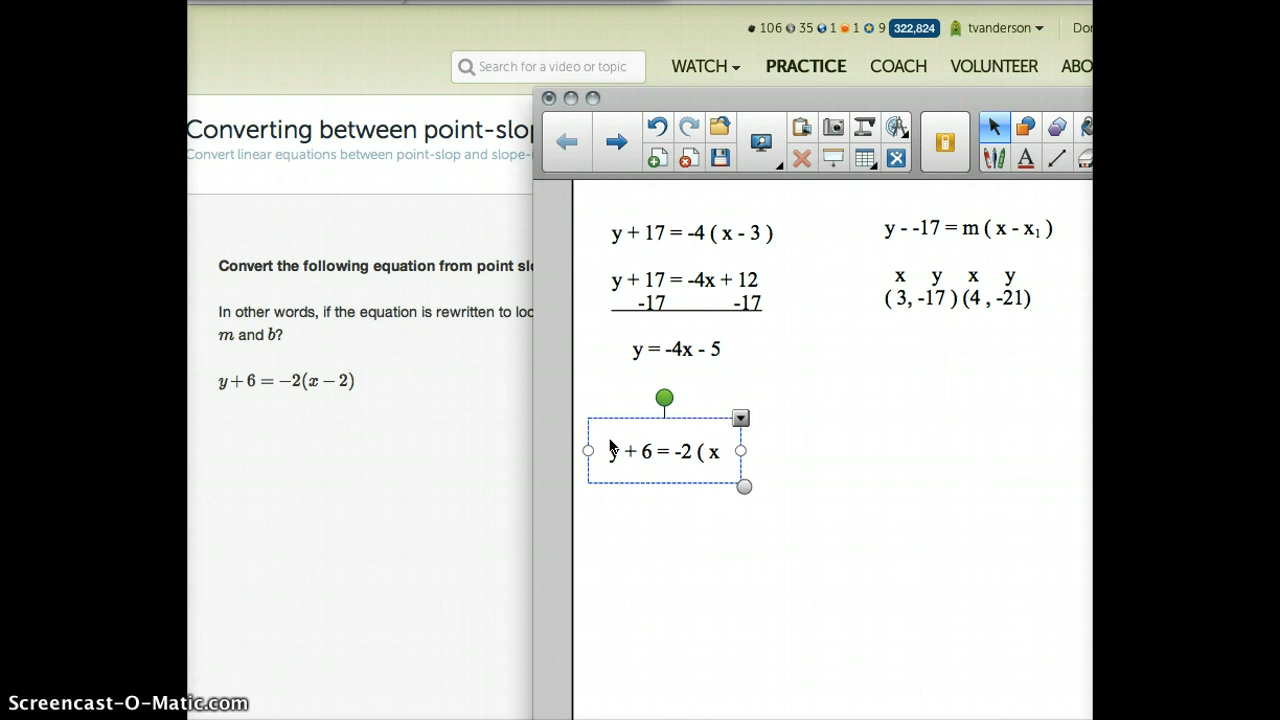 106 35 1 1 9 322,824 tvanderson
Search for a video or topic WATCH PRACTICE COACH VOLUNTEER
Converting between point-slop
Convert linear equations between point-slop and slope-i
Convert the following equation from point slo
In other words, if the equation is rewritten to loo
m and b?
y + 6 = −2(x − 2)
y + 17 = -4 ( x - 3 )
y + 17 = -4x + 12
-17 -17
y = -4x - 5
y + 6 = -2 ( x
y - -17 = m ( x - x₁ )
x y x y
( 3, -17 ) (4 , -21)
Screencast-O-Matic.com